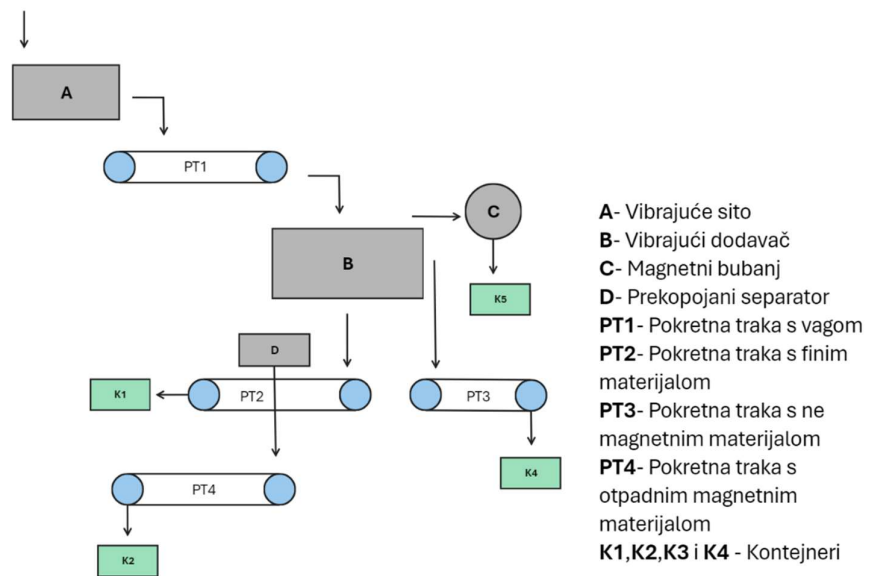 A
PT1
C
B
K5
D
K1
PT2
PT3
K4
PT4
K2
A- Vibrajuće sito
B- Vibrajući dodavač
C- Magnetni bubanj
D- Prekopojani separator
PT1- Pokretna traka s vagom
PT2- Pokretna traka s finim
materijalom
PT3- Pokretna traka s ne
magnetnim materijalom
PT4- Pokretna traka s
otpadnim magnetnim
materijalom
K1,K2,K3 i K4 - Kontejneri